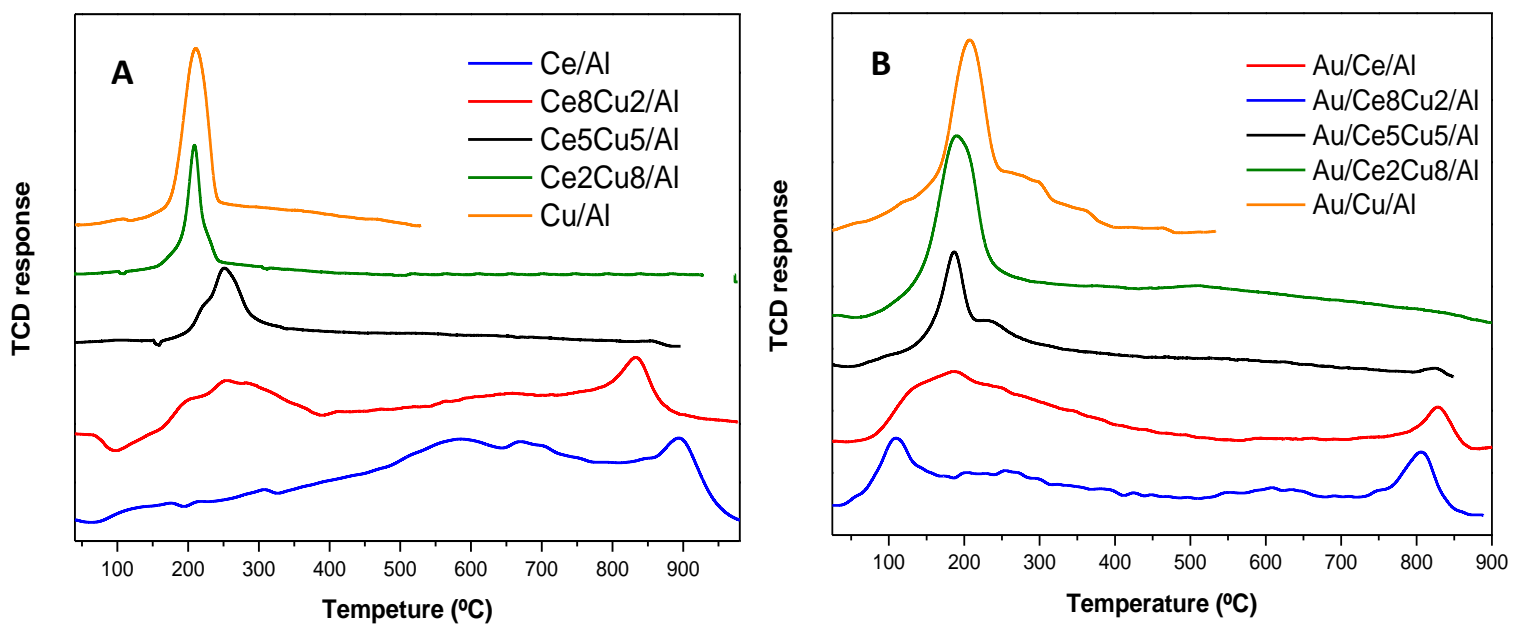 A
Ce/Al
Ce8Cu2/Al
Ce5Cu5/Al
Ce2Cu8/Al
Cu/Al
TCD response
100 200 300 400 500 600 700 800 900
Tempeture (ºC)
B
Au/Ce/Al
Au/Ce8Cu2/Al
Au/Ce5Cu5/Al
Au/Ce2Cu8/Al
Au/Cu/Al
TCD response
100 200 300 400 500 600 700 800 900
Temperature (ºC)